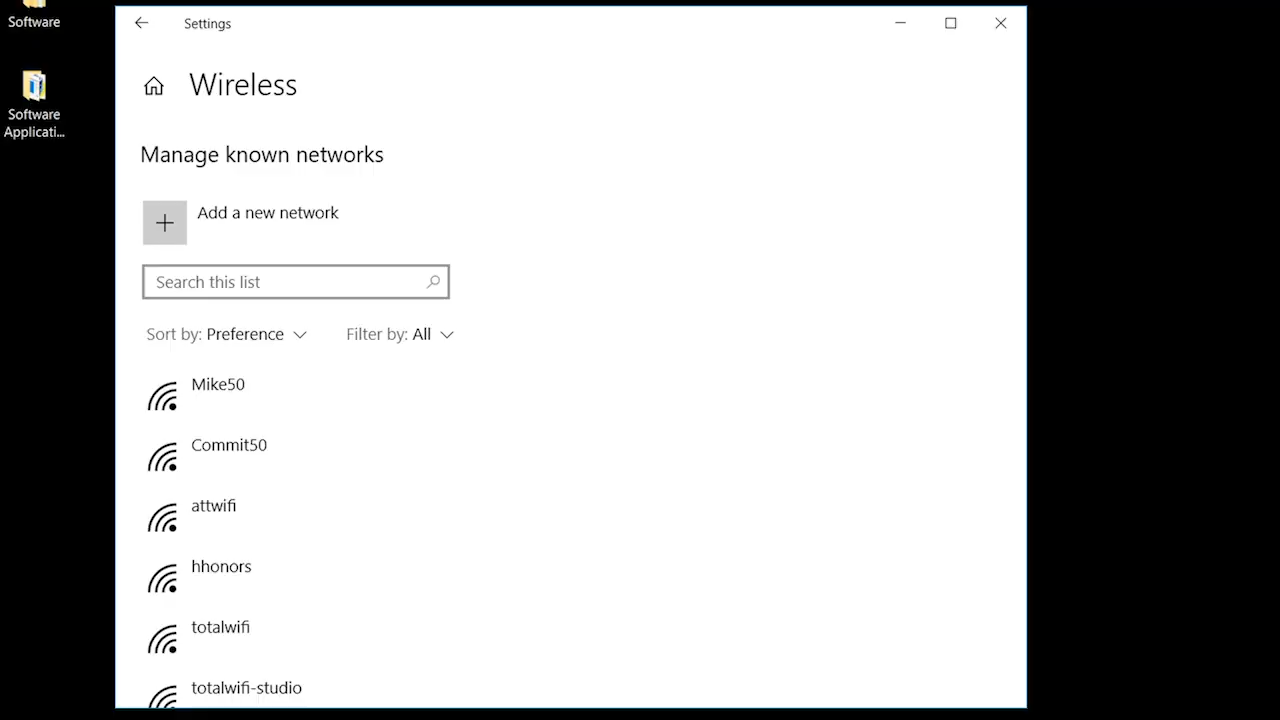 Software
Software
Applicati...
Settings
Wireless
Manage known networks
Add a new network
Search this list
Sort by: Preference
Filter by: All
Mike50
Commit50
attwifi
hhonors
totalwifi
totalwifi-studio